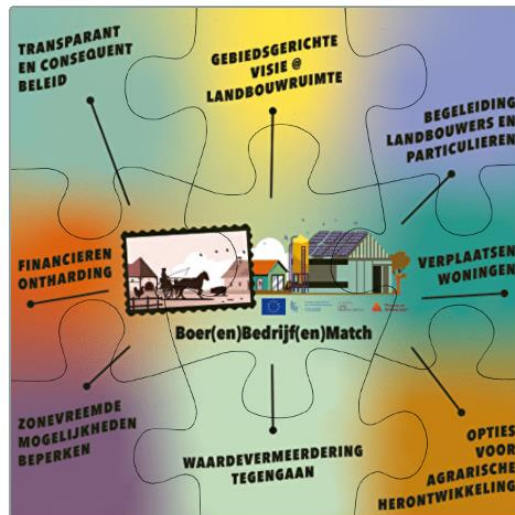 TRANSPARANT
EN CONSEQUENT
BELEID
GEBIEDSGERICHTE
VISIE @
LANDBOUWRUIMTE
BEGELEIDING
LANDBOUWERS EN
PARTICULIEREN
FINANCIEREN
ONTHARDING
VERPLAATSEN
WONINGEN
Boer(en)Bedrijf(en)Match
ZONEVREEMDE
MOGELIJKHEDEN
BEPERKEN
WAARDEVERMEERDERING
TEGENGAAN
OPTIES
VOOR
AGRARISCHE
HERONTWIKKELING